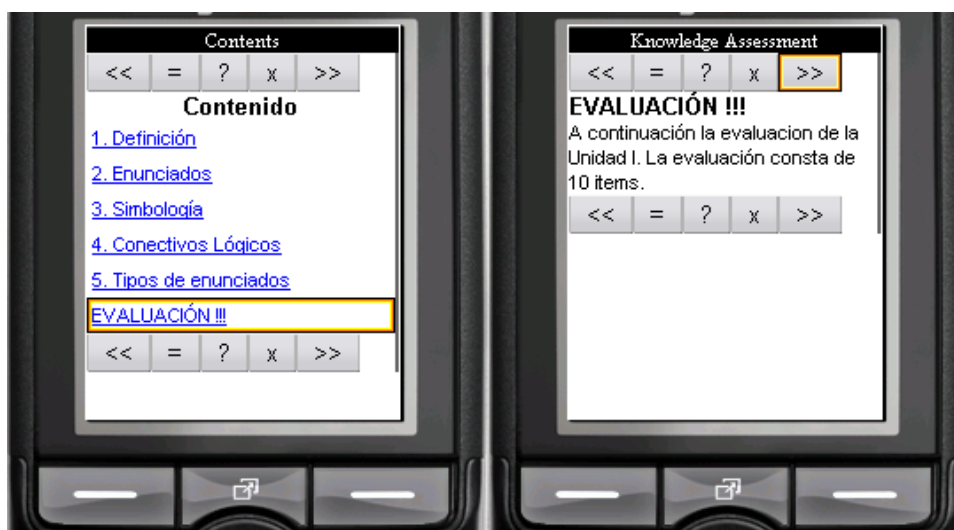 Contents
<< = ? x >>
Contenido
1. Definición
2. Enunciados
3. Simbología
4. Conectivos Lógicos
5. Tipos de enunciados
EVALUACIÓN !!!
<< = ? x >>
Knowledge Assessment
<< = ? x >>
EVALUACIÓN !!!
A continuación la evaluacion de la
Unidad I. La evaluación consta de
10 items.
<< = ? x >>